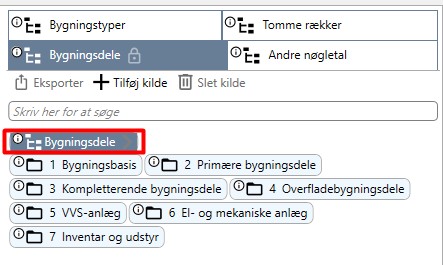 Bygningstyper Tomme rækker
Bygningsdele Andre nøgletal
Eksporter Tilføj kilde Slet kilde
Skriv her for at søge
Bygningsdele
1 Bygningsbasis 2 Primære bygningsdele
3 Kompletterende bygningsdele 4 Overfladebygningsdele
5 VVS-anlæg 6 El- og mekaniske anlæg
7 Inventar og udstyr